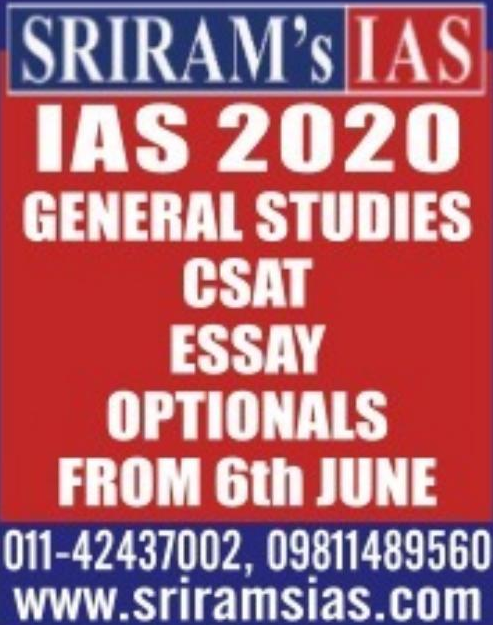 SRIRAM's IAS
IAS 2020
GENERAL STUDIES
CSAT
ESSAY
OPTIONALS
FROM 6th JUNE
011-42437002, 09811489560
www.sriramsias.com